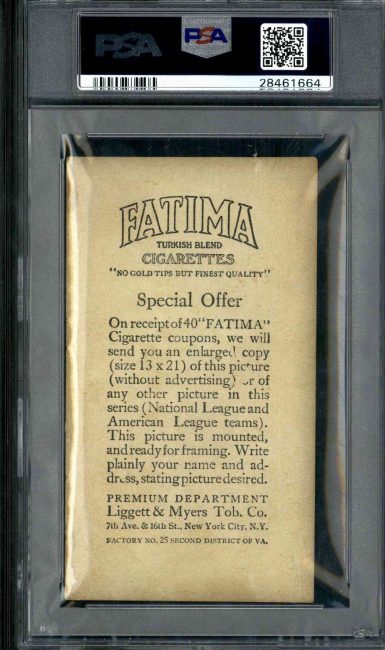 PSA
PSA
28461664
FATIMA
TURKISH BLEND
CIGARETTES
"NO GOLD TIPS BUT FINEST QUALITY"
Special Offer
On receipt of 40 "FATIMA"
Cigarette coupons, we will
send you an enlarged copy
(size 13 x 21) of this picture
(without advertising) or of
any other picture in this
series (National League and
American League teams).
This picture is mounted,
and ready for framing. Write
plainly your name and ad-
dress, stating picture desired.
PREMIUM DEPARTMENT
Liggett & Myers Tob. Co.
7th Ave. & 16th St., New York City, N.Y.
FACTORY NO. 25 SECOND DISTRICT OF VA.